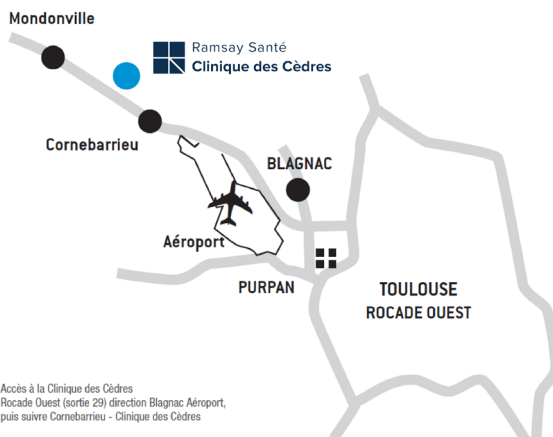 Mondonville
Ramsay Santé
Clinique des Cèdres
Cornebarrieu
BLAGNAC
Aéroport
PURPAN
TOULOUSE
ROCADE OUEST
Accès à la Clinique des Cèdres
Rocade Ouest (sortie 29) direction Blagnac Aéroport,
puis suivre Cornebarrieu - Clinique des Cèdres